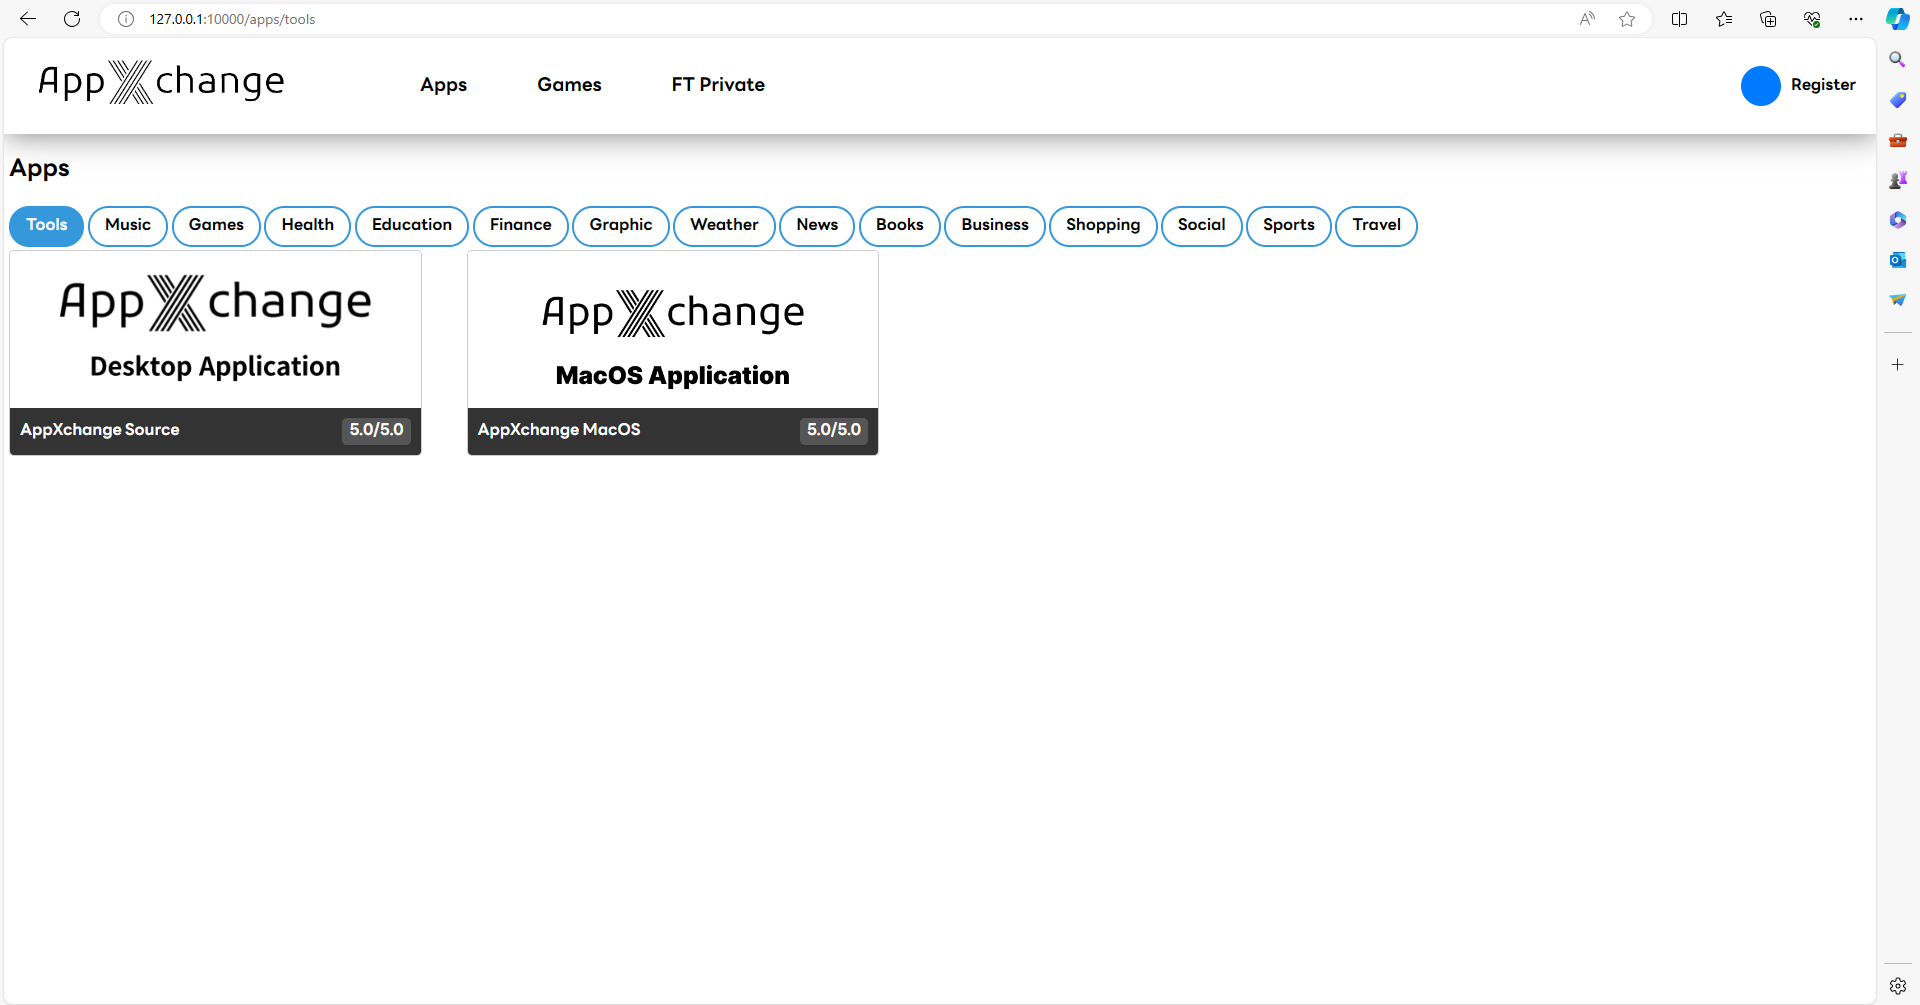 127.0.0.1:10000/apps/tools
AppXchange
Apps Games FT Private
Register
Apps
Tools Music Games Health Education Finance Graphic Weather News Books Business Shopping Social Sports Travel
AppXchange
Desktop Application
AppXchange Source 5.0/5.0
AppXchange
MacOS Application
AppXchange MacOS 5.0/5.0